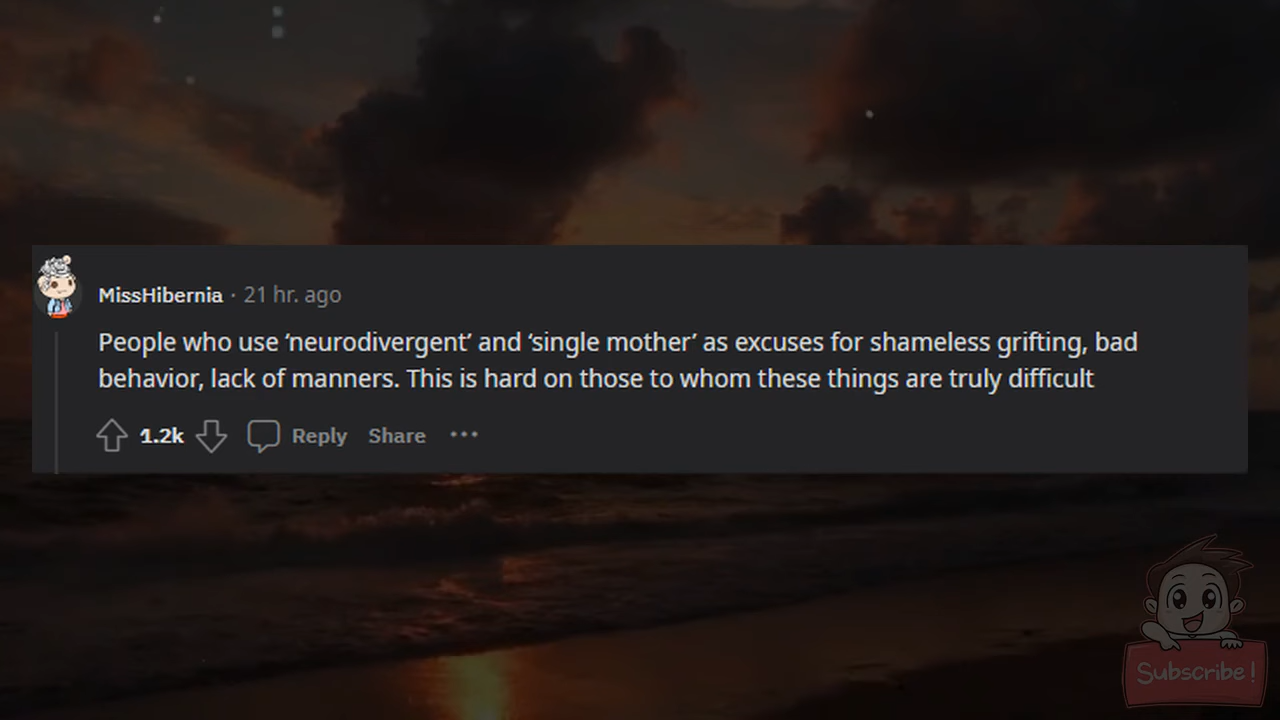 MissHibernia · 21 hr. ago
People who use ‘neurodivergent’ and ‘single mother’ as excuses for shameless grifting, bad
behavior, lack of manners. This is hard on those to whom these things are truly difficult
1.2k Reply Share •••
Subscribe!